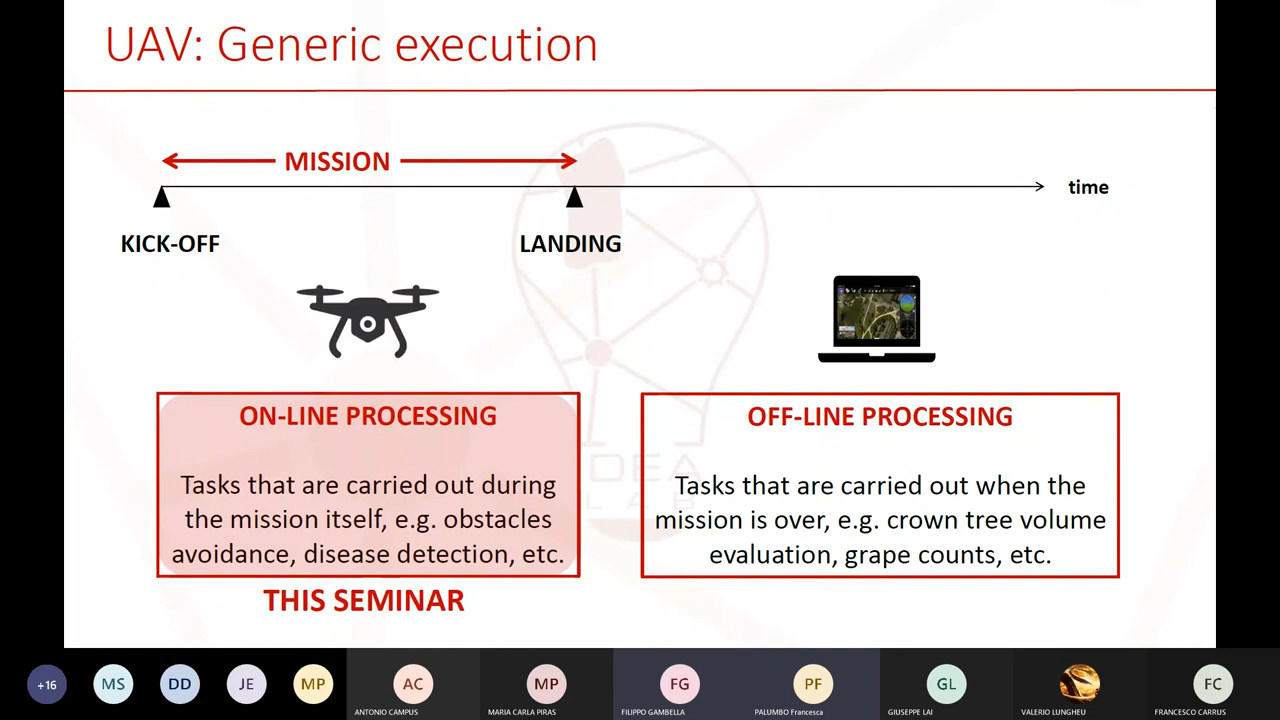 UAV: Generic execution
MISSION
time
KICK-OFF
LANDING
ON-LINE PROCESSING
Tasks that are carried out during
the mission itself, e.g. obstacles
avoidance, disease detection, etc.
THIS SEMINAR
OFF-LINE PROCESSING
Tasks that are carried out when the
mission is over, e.g. crown tree volume
evaluation, grape counts, etc.
IDEA
LAB
+16
MS
DD
JE
MP
AC
ANTONIO CAMPUS
MP
MARIA CARLA PIRAS
FG
FILIPPO GAMBELLA
PF
PALUMBO Francesca
GL
GIUSEPPE LAI
VALERIO LUNGHEU
FC
FRANCESCO CARRUS